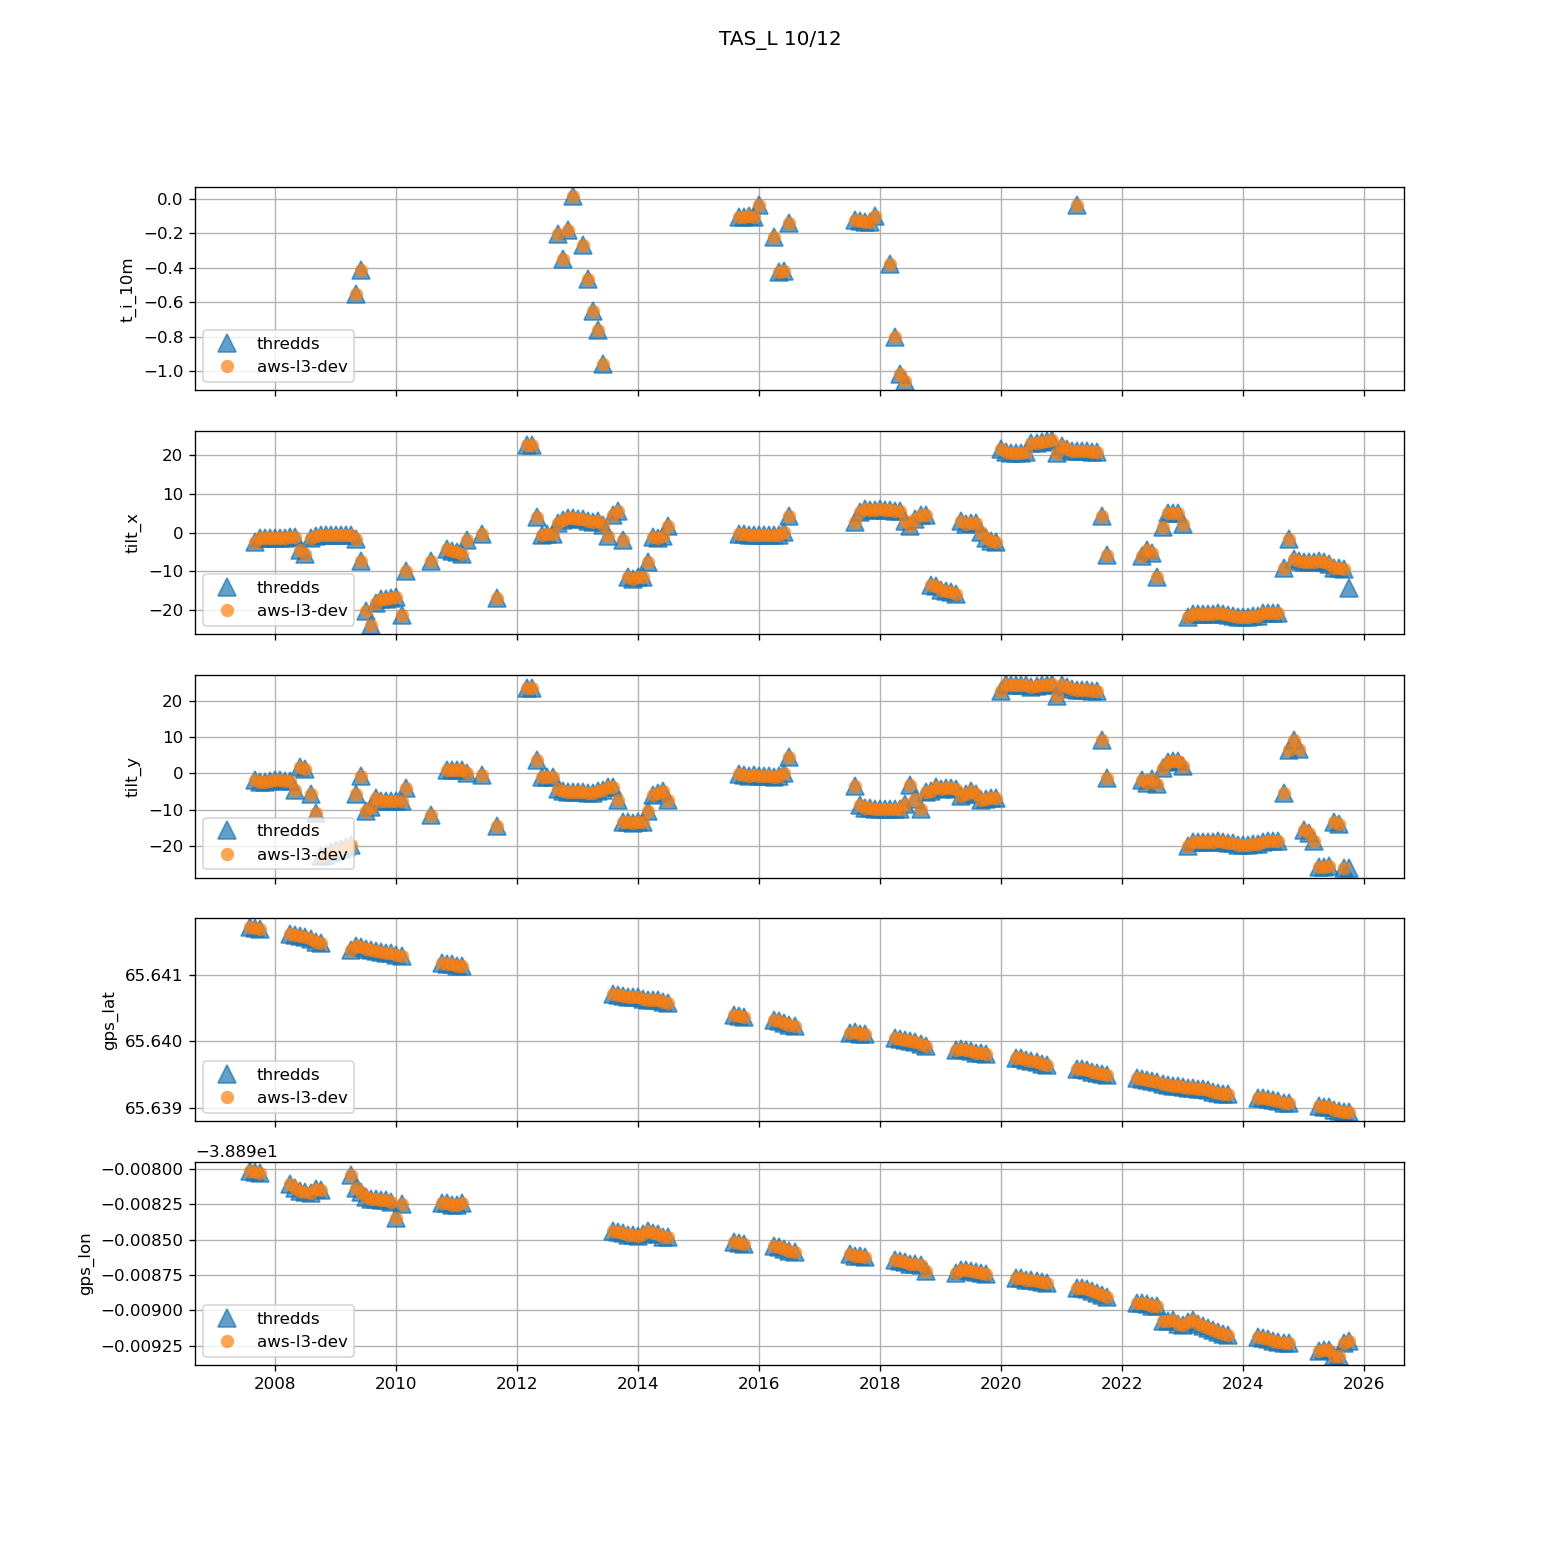 TAS_L 10/12
0.0
−0.2
−0.4
−0.6
−0.8
−1.0
t_i_10m
thredds
aws-l3-dev
20
10
0
−10
−20
tilt_x
thredds
aws-l3-dev
20
10
0
−10
−20
tilt_y
thredds
aws-l3-dev
65.641
65.640
65.639
gps_lat
thredds
aws-l3-dev
−3.889e1
−0.00800
−0.00825
−0.00850
−0.00875
−0.00900
−0.00925
gps_lon
thredds
aws-l3-dev
2008 2010 2012 2014 2016 2018 2020 2022 2024 2026